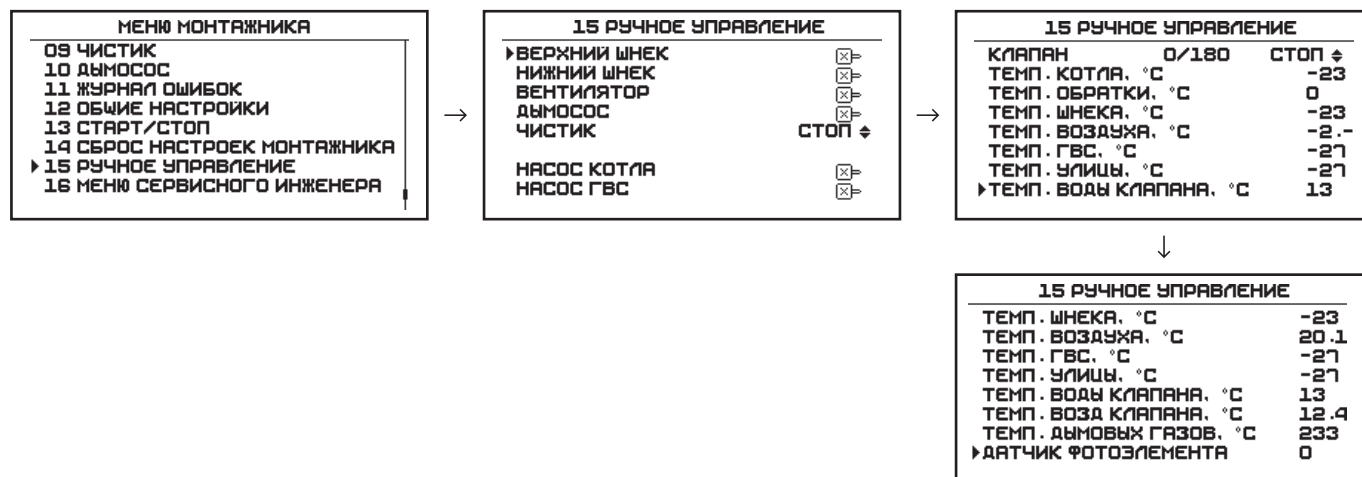 МЕНЮ МОНТАЖНИКА
09 ЧИСТИК
10 ДЫМОСОС
11 ЖУРНАЛ ОШИБОК
12 ОБЩИЕ НАСТРОЙКИ
13 СТАРТ/СТОП
14 СБРОС НАСТРОЕК МОНТАЖНИКА
15 РУЧНОЕ УПРАВЛЕНИЕ
16 МЕНЮ СЕРВИСНОГО ИНЖЕНЕРА
→
15 РУЧНОЕ УПРАВЛЕНИЕ
ВЕРХНИЙ ШНЕК
НИЖНИЙ ШНЕК
ВЕНТИЛЯТОР
ДЫМОСОС
ЧИСТИК СТОП
НАСОС КОТЛА
НАСОС ГВС
→
15 РУЧНОЕ УПРАВЛЕНИЕ
КЛАПАН 0/180 СТОП
ТЕМП. КОТЛА, °C -23
ТЕМП. ОБРАТКИ, °C 0
ТЕМП. ШНЕКА, °C -23
ТЕМП. ВОЗДУХА, °C -2.-
ТЕМП. ГВС, °C -27
ТЕМП. УЛИЦЫ, °C -27
ТЕМП. ВОДЫ КЛАПАНА, °C 13
↓
15 РУЧНОЕ УПРАВЛЕНИЕ
ТЕМП. ШНЕКА, °C -23
ТЕМП. ВОЗДУХА, °C 20.1
ТЕМП. ГВС, °C -27
ТЕМП. УЛИЦЫ, °C -27
ТЕМП. ВОДЫ КЛАПАНА, °C 13
ТЕМП. ВОЗД КЛАПАНА, °C 12.4
ТЕМП. ДЫМОВЫХ ГАЗОВ, °C 233
ДАТЧИК ФОТОЭЛЕМЕНТА 0